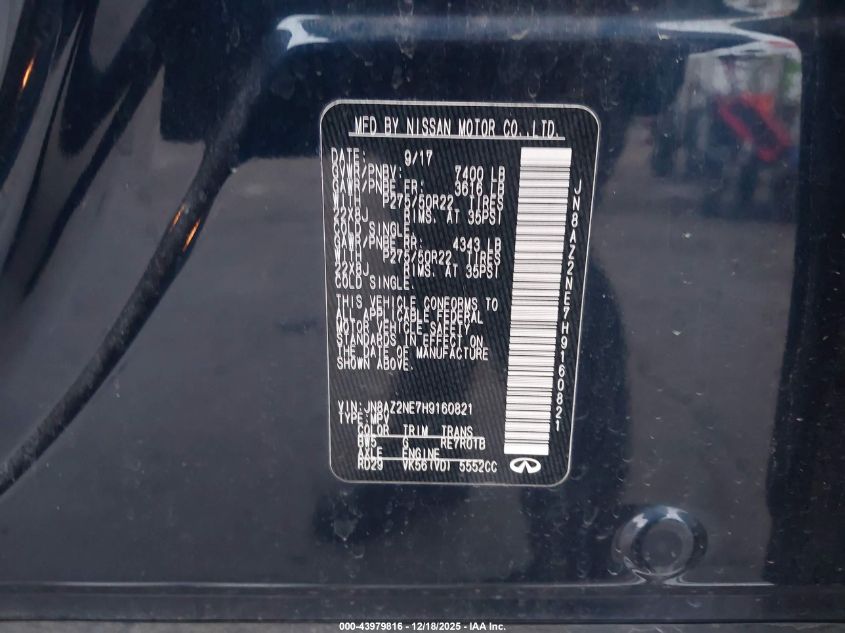 MFD BY NISSAN MOTOR CO.,LTD.
DATE: 9/17
GVWR/PNBV: 7400 LB
GAWR/PNBE FR: 3616 LB
WITH P275/50R22 TIRES
22X8J RIMS. AT 35PSI
COLD SINGLE.
GAWR/PNBE RR: 4343 LB
WITH P275/50R22 TIRES
22X8J RIMS. AT 35PSI
COLD SINGLE.
THIS VEHICLE CONFORMS TO
ALL APPLICABLE FEDERAL
MOTOR VEHICLE SAFETY
STANDARDS IN EFFECT ON
THE DATE OF MANUFACTURE
SHOWN ABOVE.
VIN:JN8AZ2NE7H9160821
TYPE:MPV
COLOR TRIM TRANS
BW5 G RE7R01B
AXLE ENGINE
RD29 VK56(VD) 5552CC
JN8AZ2NE7H9160821
000-43979816 - 12/18/2025 - IAA Inc.